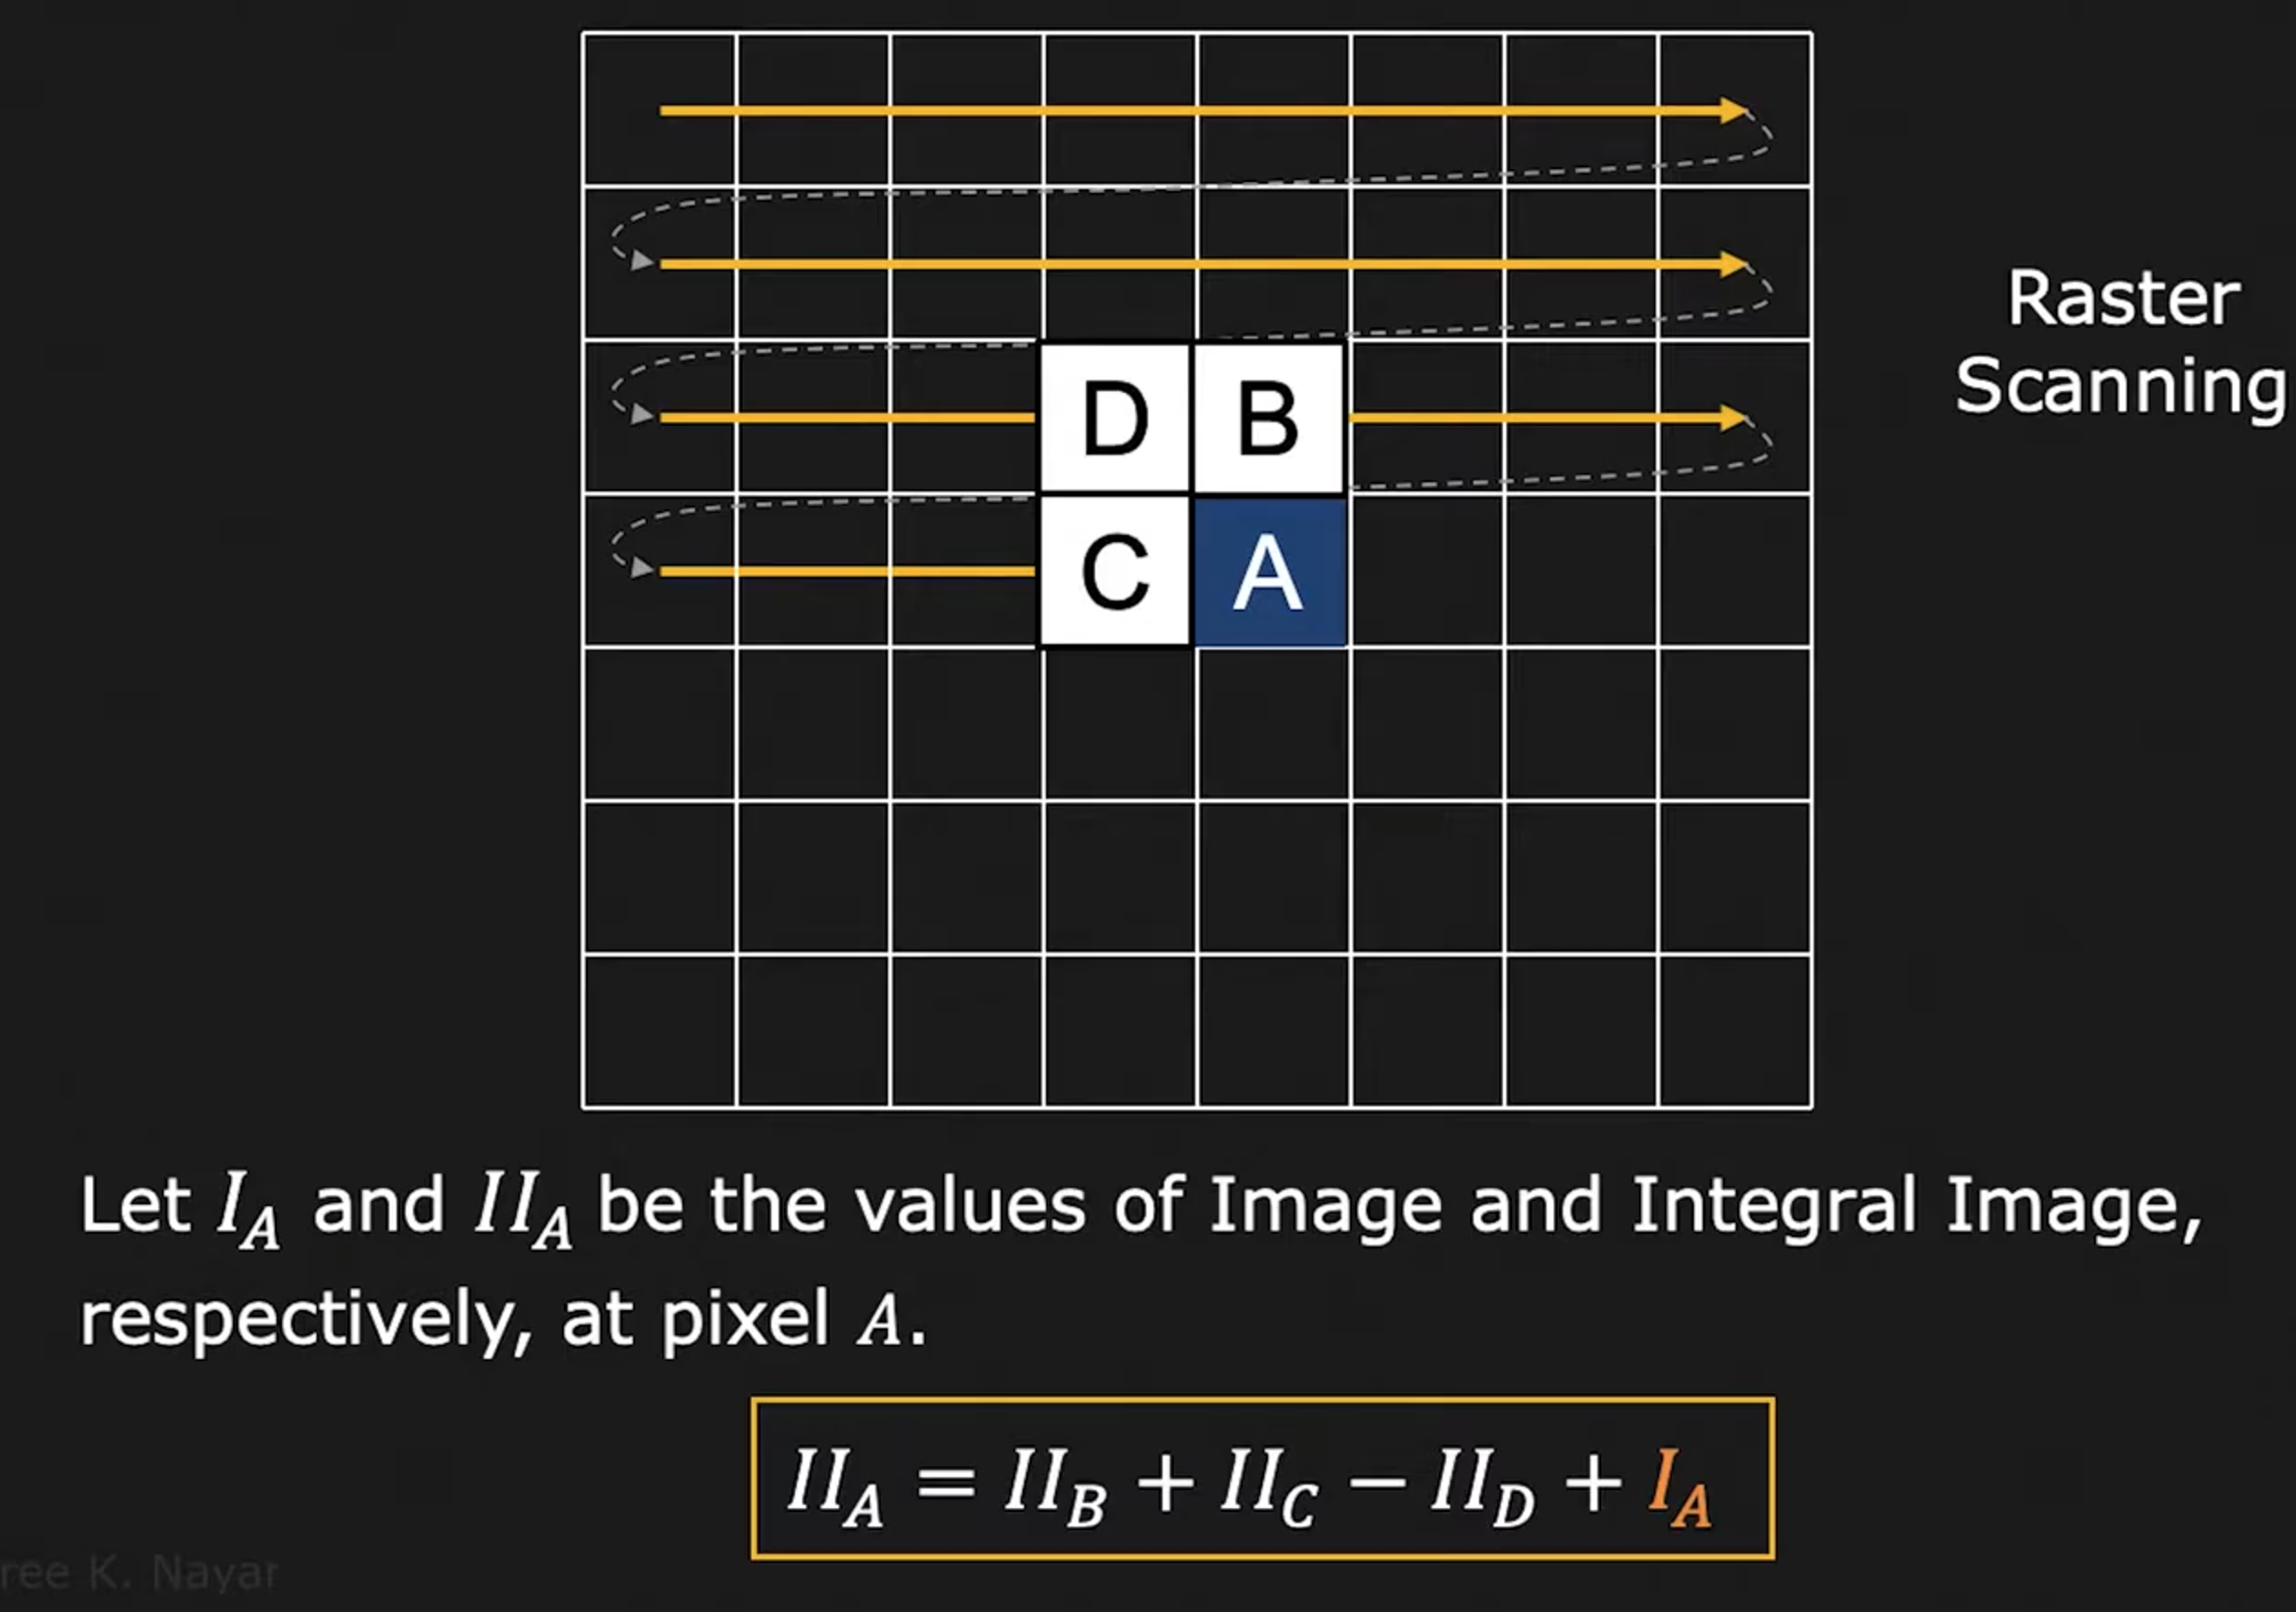 D B
Raster
Scanning
C A
Let I_A and II_A be the values of Image and Integral Image,
respectively, at pixel A.
II_A = II_B + II_C − II_D + I_A
ree K. Nayar